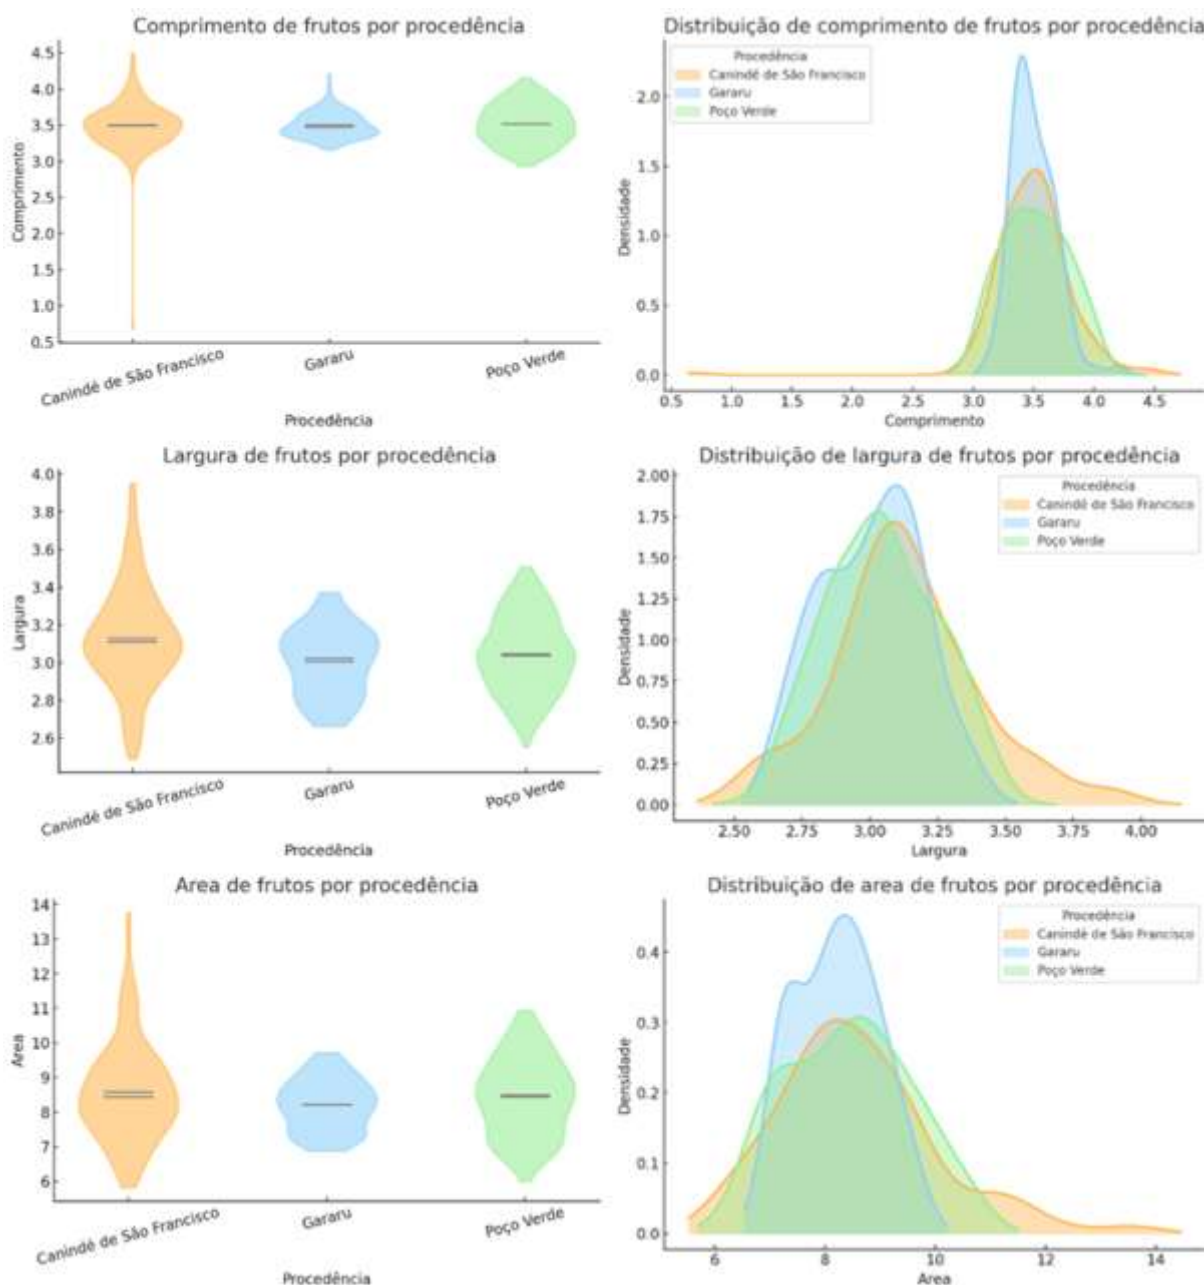 Comprimento de frutos por procedência
4.5
4.0
3.5
3.0
2.5
2.0
1.5
1.0
0.5
Comprimento
Canindé de São Francisco
Gararu
Poço Verde
Procedência
Distribuição de comprimento de frutos por procedência
Procedência
Canindé de São Francisco
Gararu
Poço Verde
2.0
1.5
1.0
0.5
0.0
Densidade
0.5 1.0 1.5 2.0 2.5 3.0 3.5 4.0 4.5
Comprimento
Largura de frutos por procedência
4.0
3.8
3.6
3.4
3.2
3.0
2.8
2.6
Largura
Canindé de São Francisco
Gararu
Poço Verde
Procedência
Distribuição de largura de frutos por procedência
Procedência
Canindé de São Francisco
Gararu
Poço Verde
2.00
1.75
1.50
1.25
1.00
0.75
0.50
0.25
0.00
Densidade
2.50 2.75 3.00 3.25 3.50 3.75 4.00
Largura
Area de frutos por procedência
14
13
12
11
10
9
8
7
6
Area
Canindé de São Francisco
Gararu
Poço Verde
Procedência
Distribuição de area de frutos por procedência
Procedência
Canindé de São Francisco
Gararu
Poço Verde
0.4
0.3
0.2
0.1
0.0
Densidade
6 8 10 12 14
Area